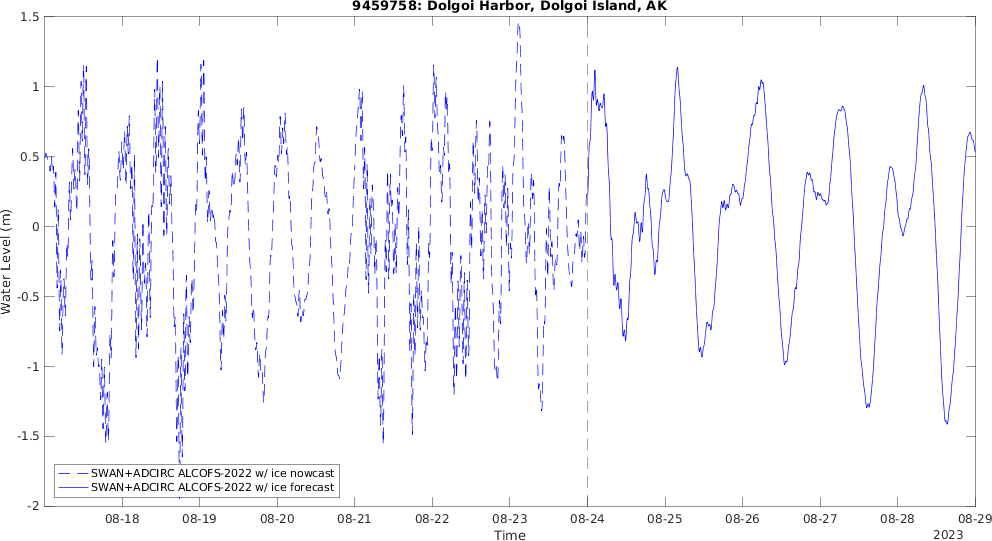 9459758: Dolgoi Harbor, Dolgoi Island, AK
Water Level (m)
1.5
1
0.5
0
-0.5
-1
-1.5
-2
SWAN+ADCIRC ALCOFS-2022 w/ ice nowcast
SWAN+ADCIRC ALCOFS-2022 w/ ice forecast
08-18 08-19 08-20 08-21 08-22 08-23 08-24 08-25 08-26 08-27 08-28 08-29
Time
2023